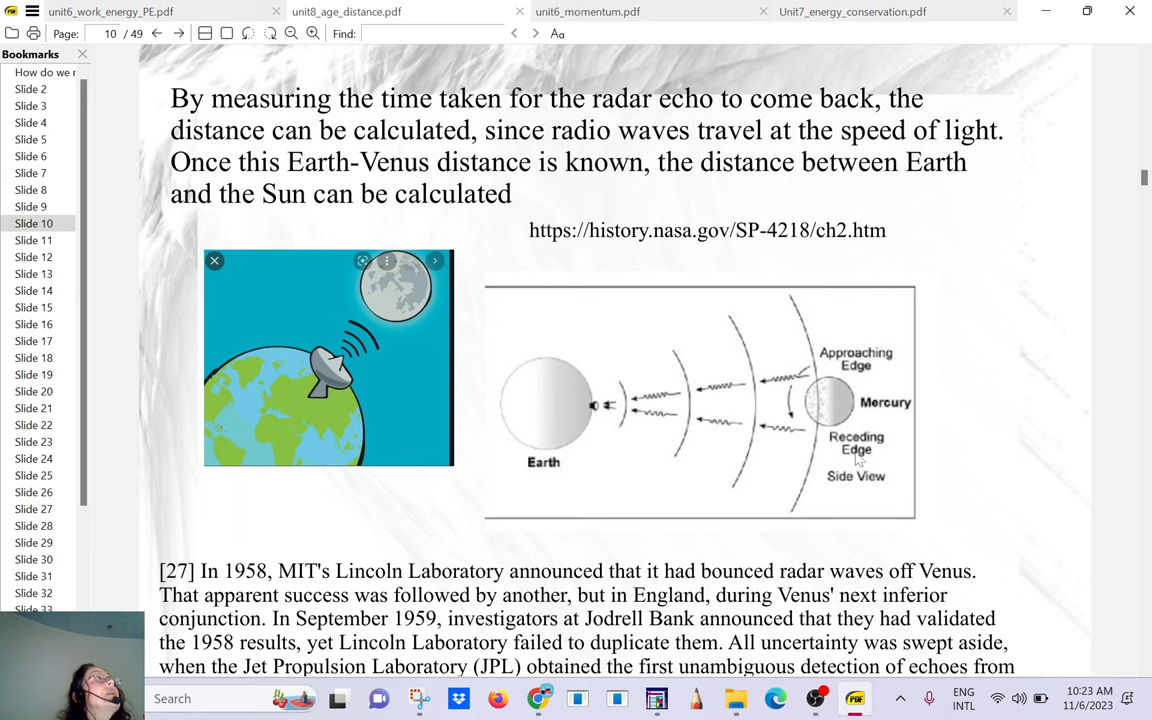 unit6_work_energy_PE.pdf
unit8_age_distance.pdf
unit6_momentum.pdf
Unit7_energy_conservation.pdf
Page: 10 / 49
Find:
Aa
Bookmarks
How do we r
Slide 2
Slide 3
Slide 4
Slide 5
Slide 6
Slide 7
Slide 8
Slide 9
Slide 10
Slide 11
Slide 12
Slide 13
Slide 14
Slide 15
Slide 16
Slide 17
Slide 18
Slide 19
Slide 20
Slide 21
Slide 22
Slide 23
Slide 24
Slide 25
Slide 26
Slide 27
Slide 28
Slide 29
Slide 30
Slide 31
Slide 32
Slide 33
By measuring the time taken for the radar echo to come back, the
distance can be calculated, since radio waves travel at the speed of light.
Once this Earth-Venus distance is known, the distance between Earth
and the Sun can be calculated
https://history.nasa.gov/SP-4218/ch2.htm
Approaching
Edge
Mercury
Receding
Edge
Side View
Earth
[27] In 1958, MIT's Lincoln Laboratory announced that it had bounced radar waves off Venus.
That apparent success was followed by another, but in England, during Venus' next inferior
conjunction. In September 1959, investigators at Jodrell Bank announced that they had validated
the 1958 results, yet Lincoln Laboratory failed to duplicate them. All uncertainty was swept aside,
when the Jet Propulsion Laboratory (JPL) obtained the first unambiguous detection of echoes from
Search
ENG
INTL
10:23 AM
11/6/2023